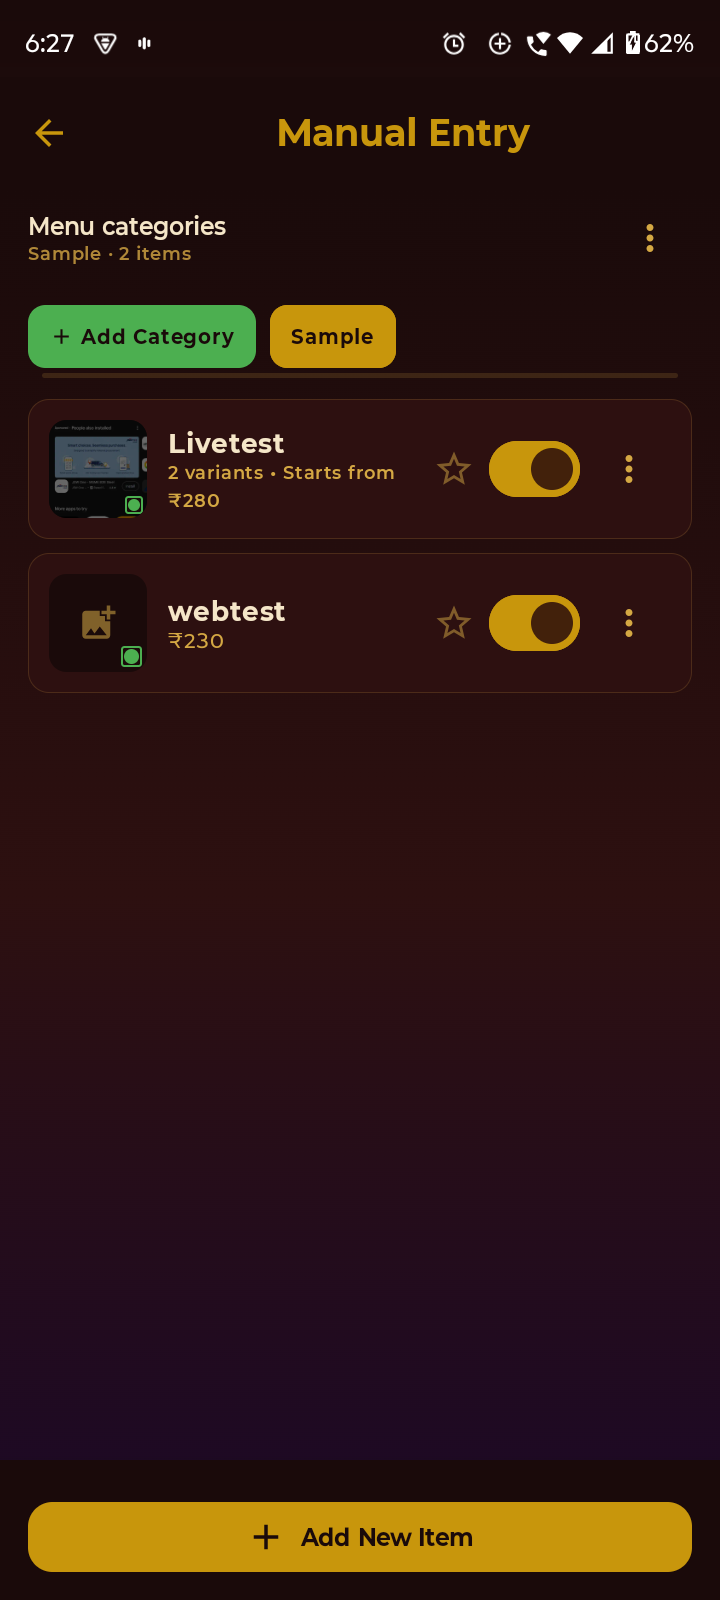 6:27
62%
Manual Entry
Menu categories
Sample · 2 items
+ Add Category
Sample
Livetest
2 variants • Starts from
₹280
webtest
₹230
+ Add New Item